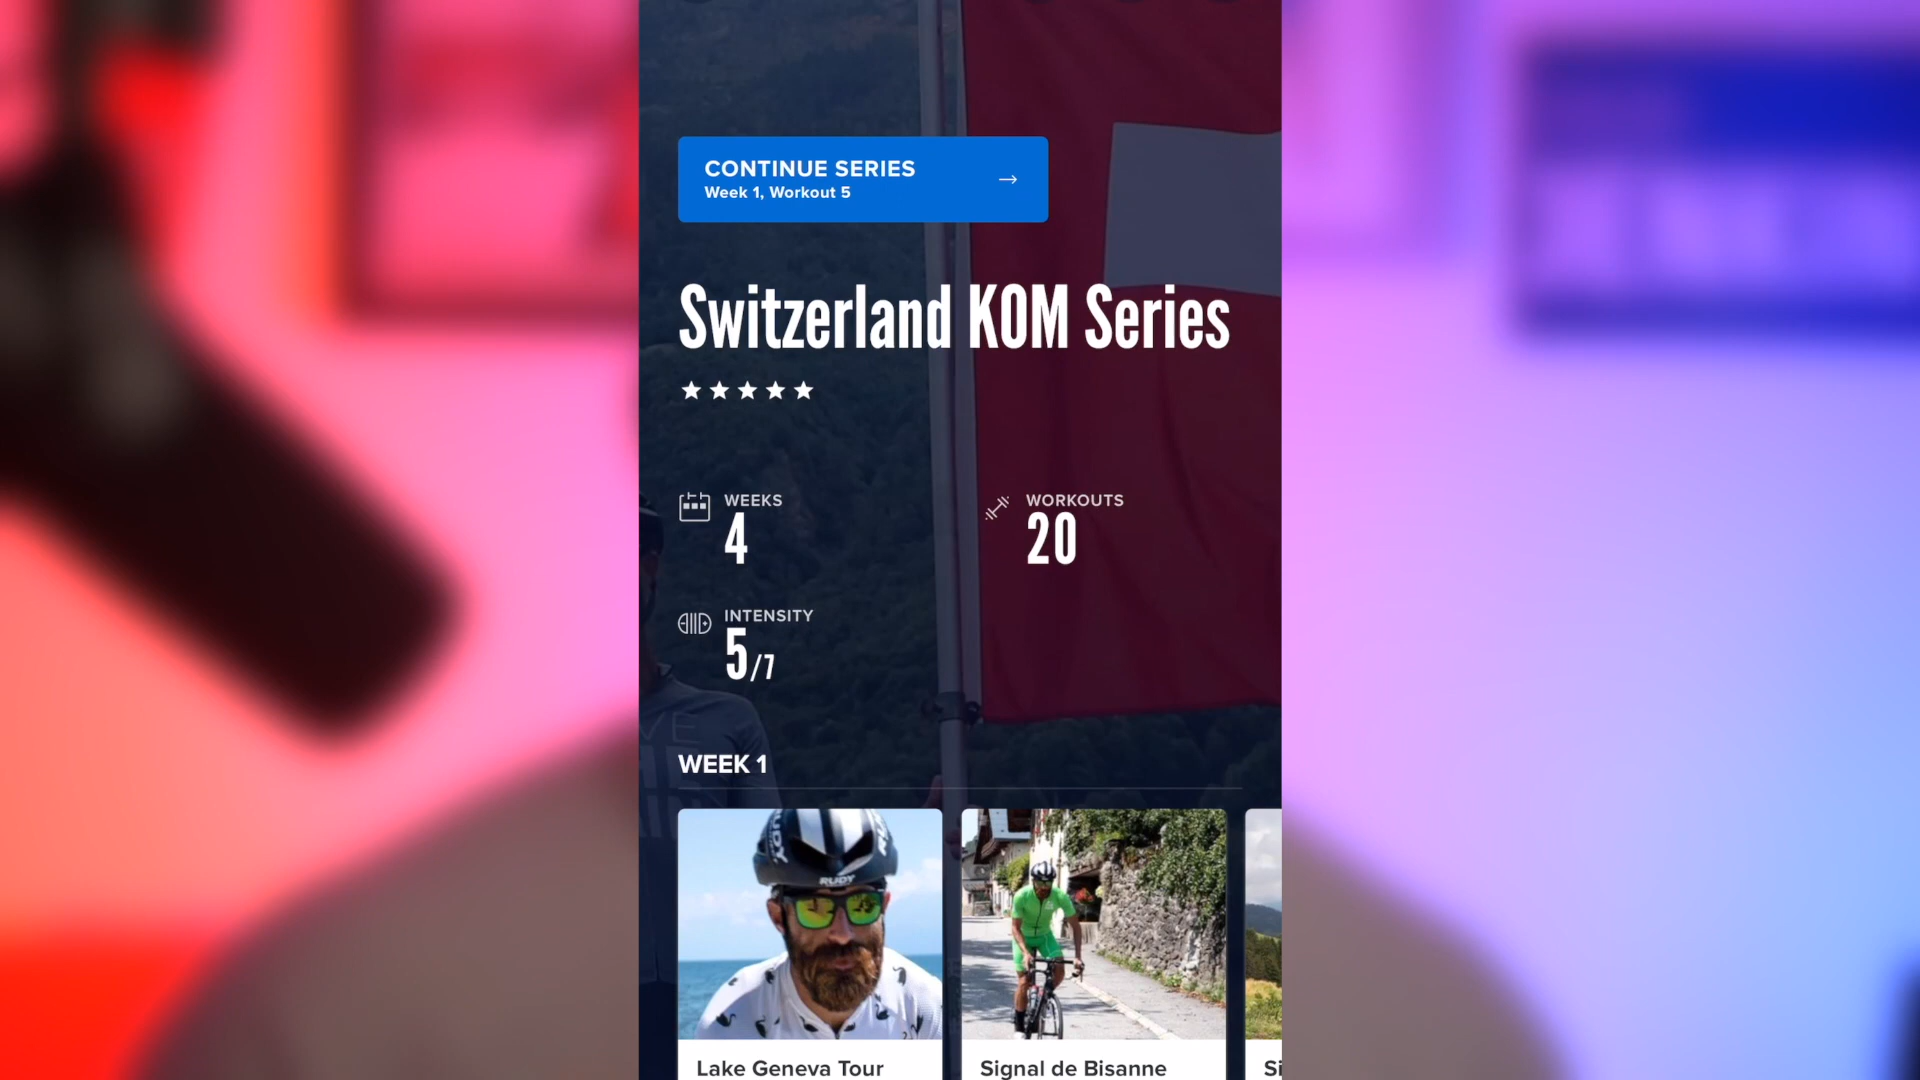 CONTINUE SERIES
Week 1, Workout 5
Switzerland KOM Series
WEEKS
4
WORKOUTS
20
INTENSITY
5/7
WEEK 1
RUDY
Lake Geneva Tour
Signal de Bisanne